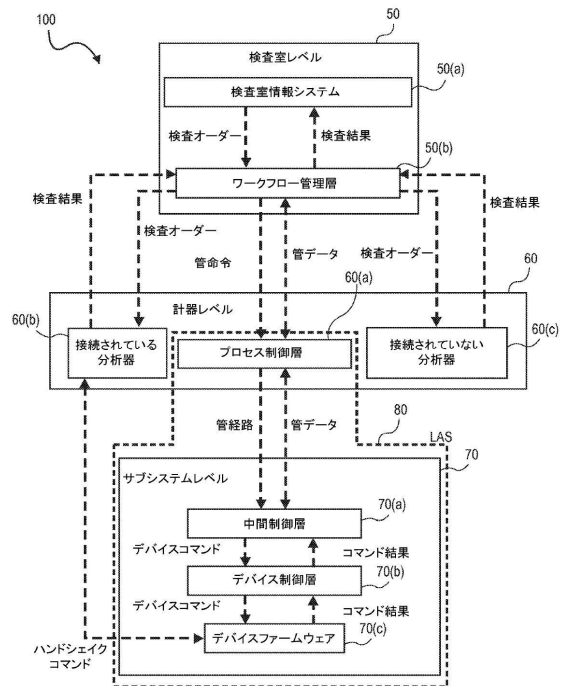 100
50
検査室レベル
50(a)
検査室情報システム
検査オーダー
検査結果
50(b)
ワークフロー管理層
検査結果
検査結果
検査オーダー
検査オーダー
管命令
管データ
60
計器レベル
60(a)
60(b)
60(c)
接続されている
分析器
プロセス制御層
接続されていない
分析器
管経路
管データ
80
LAS
70
サブシステムレベル
70(a)
中間制御層
デバイスコマンド
コマンド結果
デバイス制御層
70(b)
デバイスコマンド
コマンド結果
デバイスファームウェア
70(c)
ハンドシェイク
コマンド